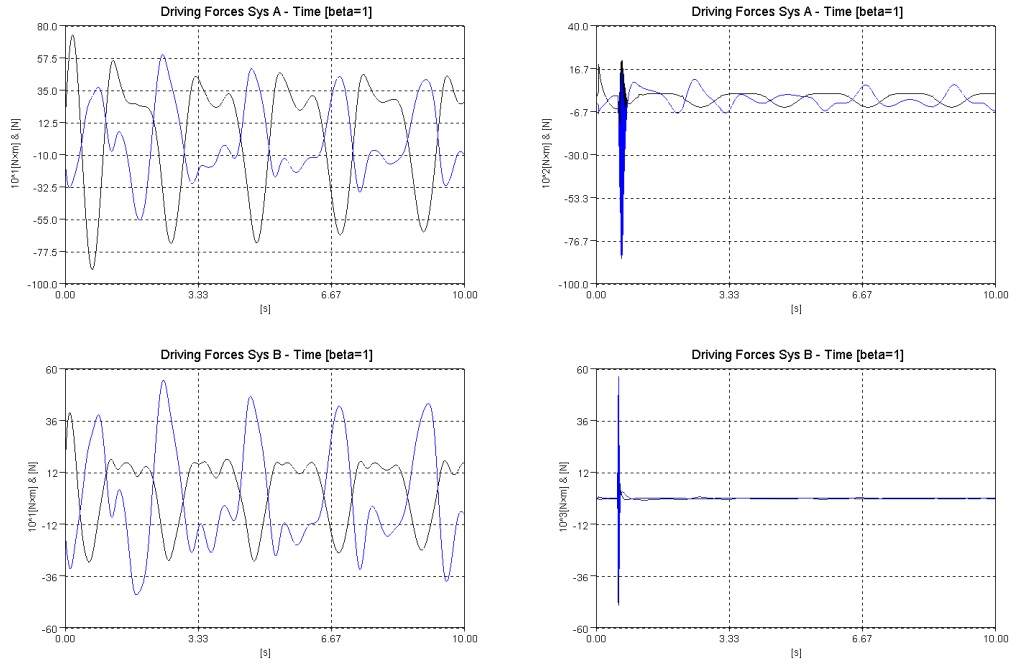 Driving Forces Sys A - Time [beta=1]
80.0
57.5
35.0
12.5
-10.0
-32.5
-55.0
-77.5
-100.0
10^1[N×m] & [N]
0.00 3.33 6.67 10.00
[s]
Driving Forces Sys A - Time [beta=1]
40.0
16.7
-6.7
-30.0
-53.3
-76.7
-100.0
10^2[N×m] & [N]
0.00 3.33 6.67 10.00
[s]
Driving Forces Sys B - Time [beta=1]
60
36
12
-12
-36
-60
10^1[N×m] & [N]
0.00 3.33 6.67 10.00
[s]
Driving Forces Sys B - Time [beta=1]
60
36
12
-12
-36
-60
10^3[N×m] & [N]
0.00 3.33 6.67 10.00
[s]